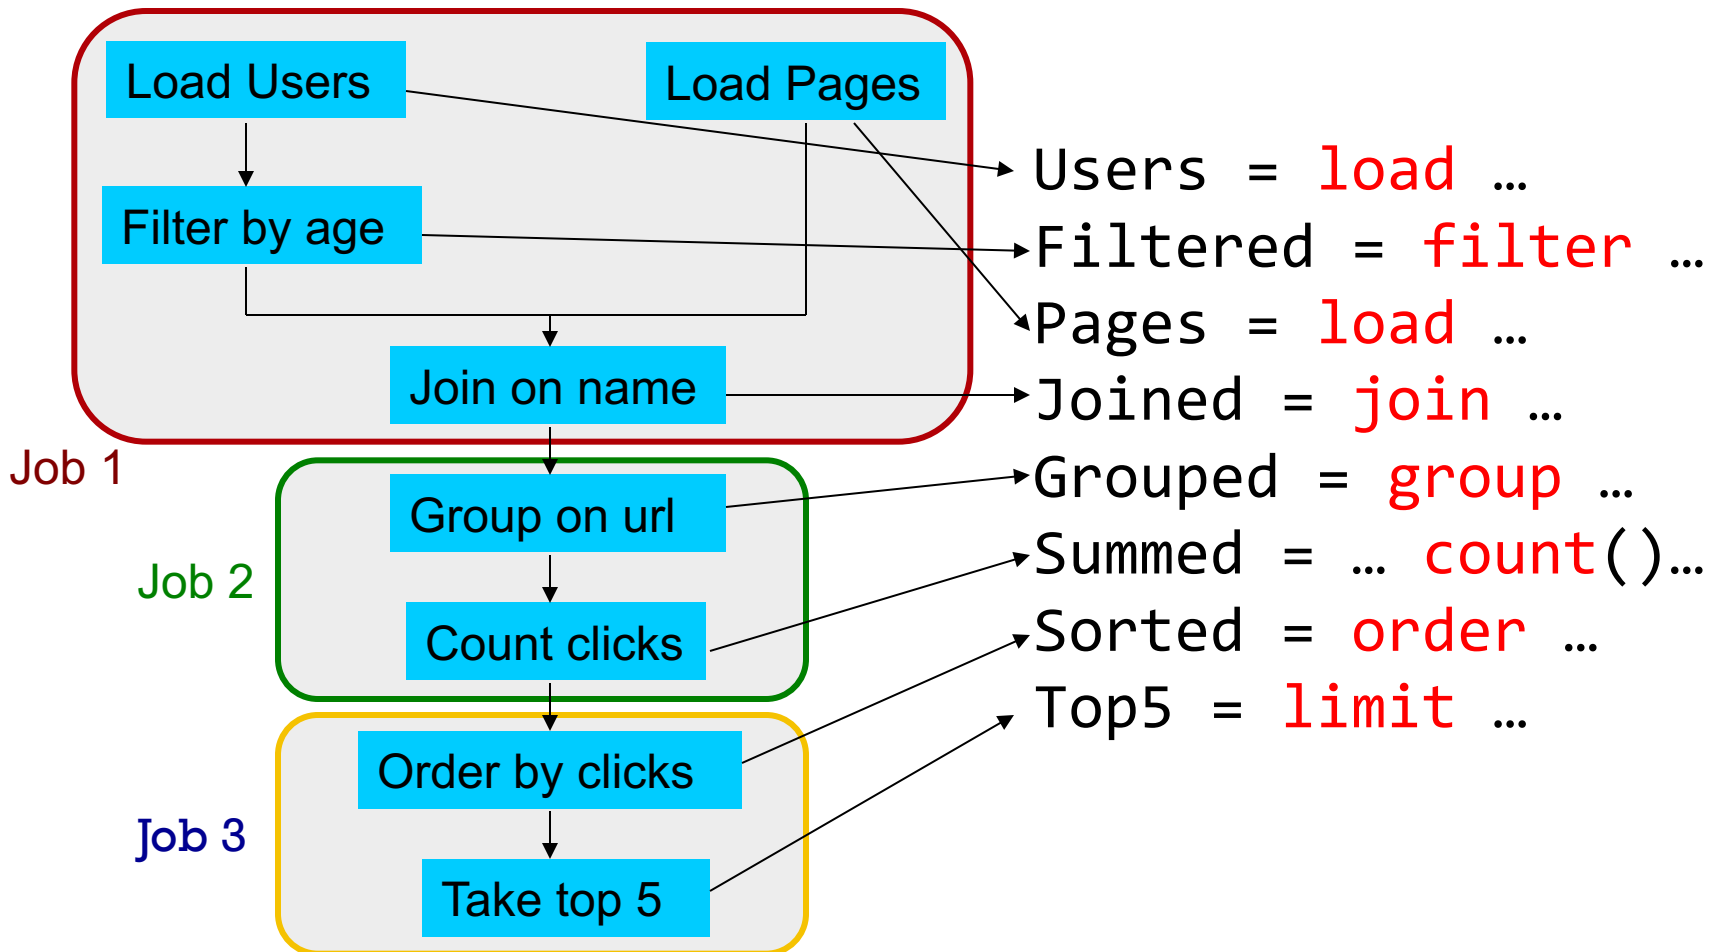 Load Users
Load Pages
Filter by age
Join on name
Job 1
Group on url
Job 2
Count clicks
Order by clicks
Job 3
Take top 5
Users = load …
Filtered = filter …
Pages = load …
Joined = join …
Grouped = group …
Summed = … count()…
Sorted = order …
Top5 = limit …